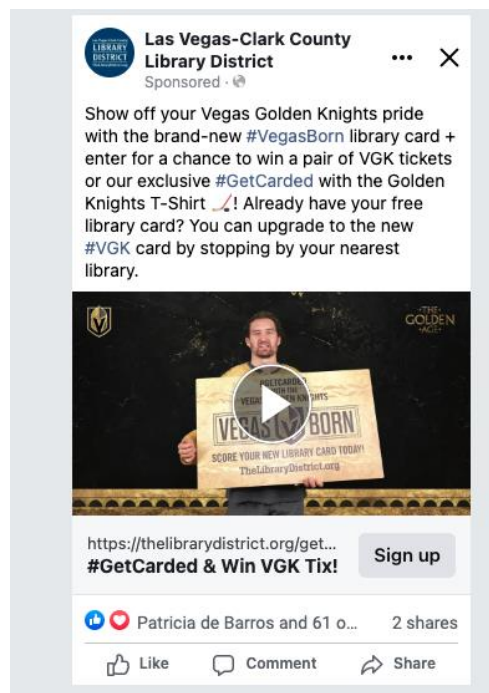 LIBRARY
DISTRICT
Las Vegas-Clark County
Library District
Sponsored ·
Show off your Vegas Golden Knights pride
with the brand-new #VegasBorn library card +
enter for a chance to win a pair of VGK tickets
or our exclusive #GetCarded with the Golden
Knights T-Shirt 🏒! Already have your free
library card? You can upgrade to the new
#VGK card by stopping by your nearest
library.
·THE·
GOLDEN
·AGE·
#GETCARDED
WITH THE
VEGAS GOLDEN KNIGHTS
VEGAS BORN
SCORE YOUR NEW LIBRARY CARD TODAY!
TheLibraryDistrict.org
https://thelibrarydistrict.org/get...
#GetCarded & Win VGK Tix!
Sign up
Patricia de Barros and 61 o...
2 shares
Like
Comment
Share